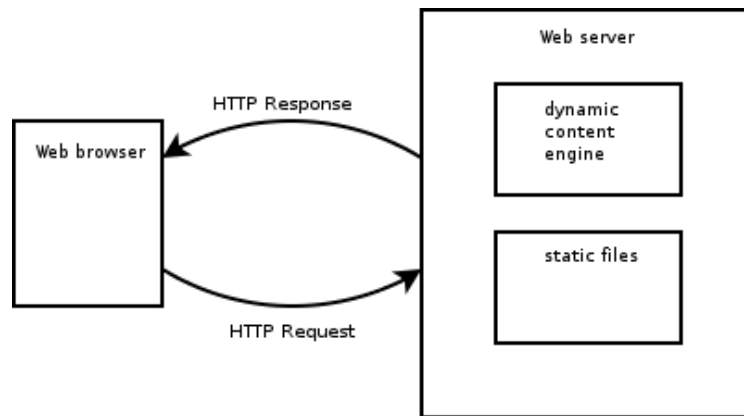 Web server
HTTP Response
dynamic
content
engine
Web browser
static files
HTTP Request